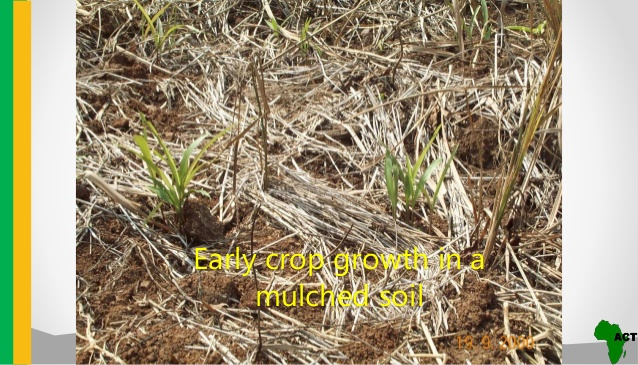 Early crop growth in a
mulched soil
ACT